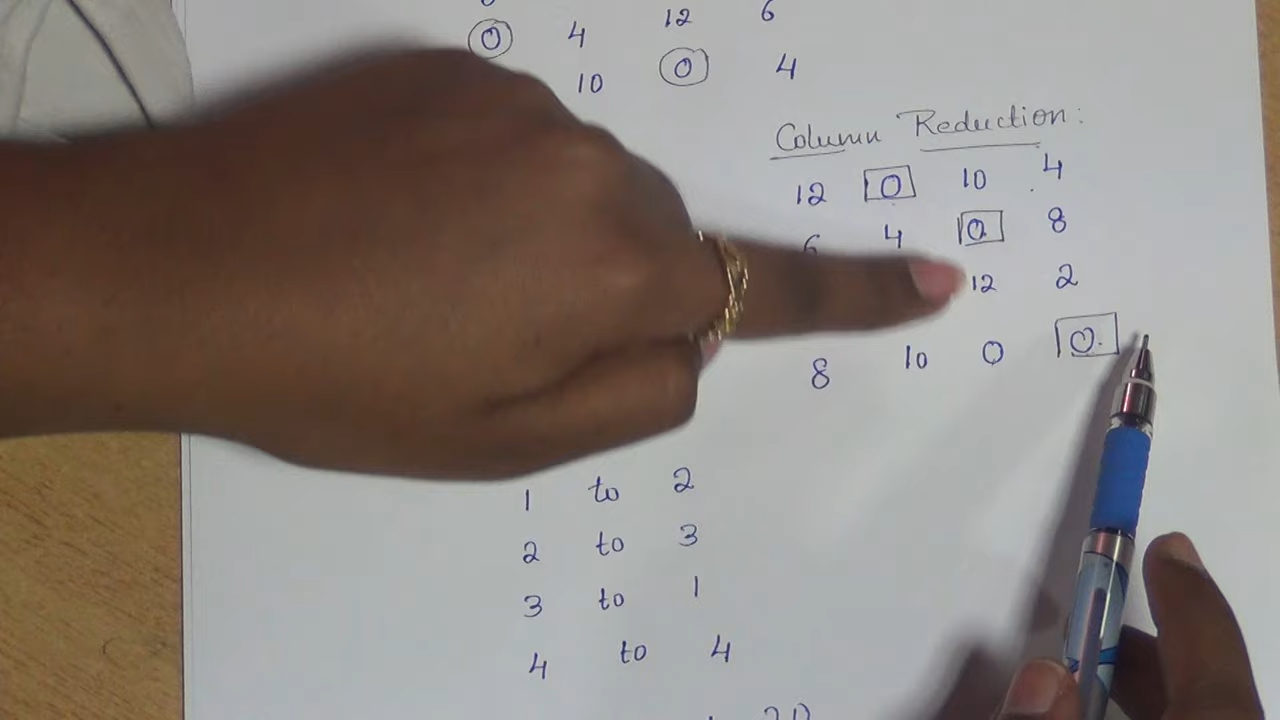 12 6
0 4
10 0 4
Column Reduction:
12 0 10 4
6 4 0 8
12 2
8 10 0 0
1 to 2
2 to 3
3 to 1
4 to 4